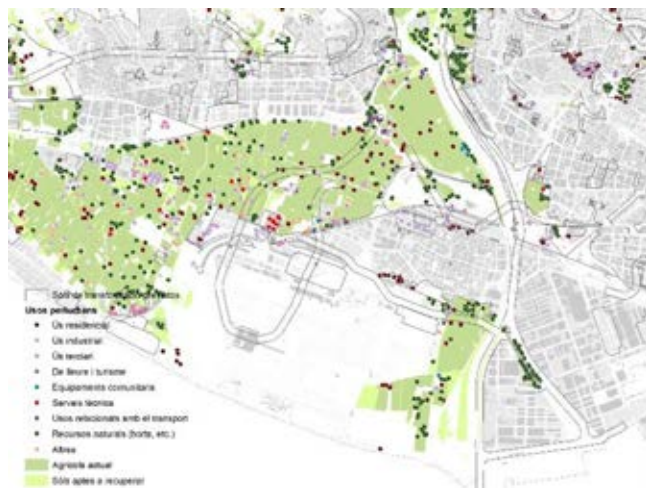 Usos periurbans
Ús residencial
Ús industrial
Ús terciari
De lleure i turisme
Equipaments comunitaris
Serveis tècnics
Usos relacionats amb el transport
Recursos naturals (horts, etc.)
Altres
Agrícola actual
Sòls aptes a recuperar